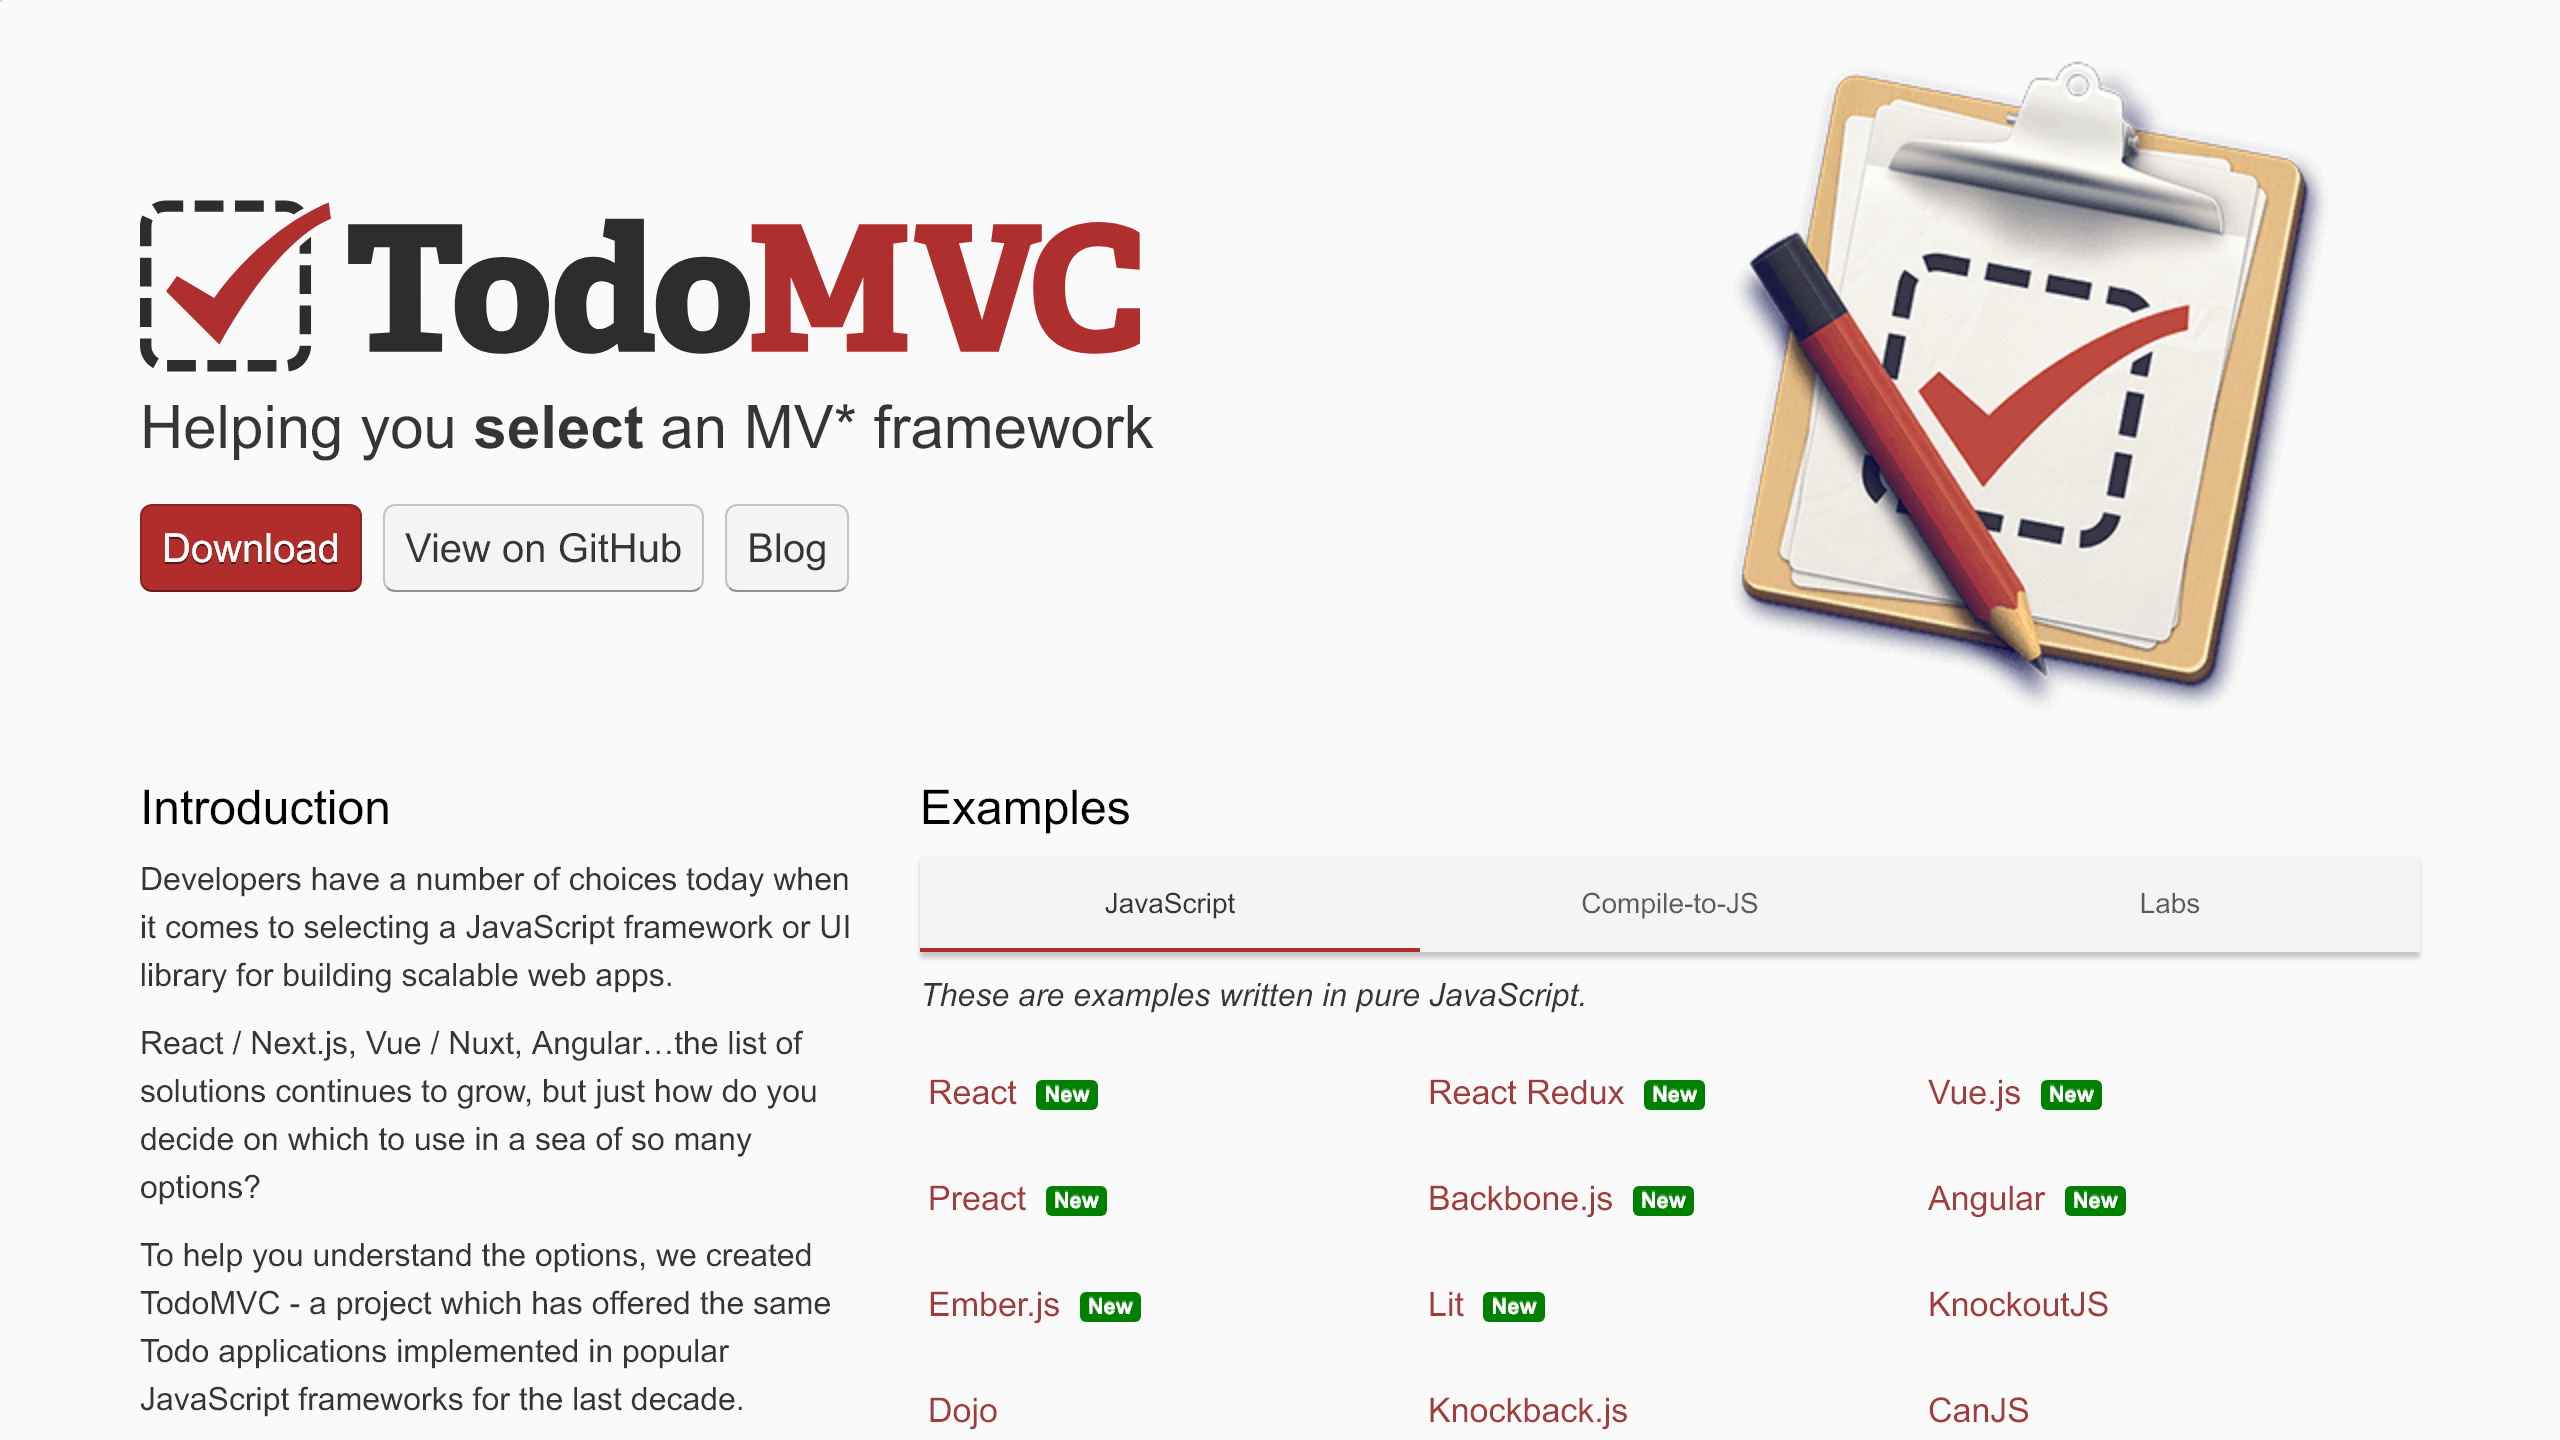 TodoMVC
Helping you select an MV* framework
Download
View on GitHub
Blog
Introduction
Developers have a number of choices today when
it comes to selecting a JavaScript framework or UI
library for building scalable web apps.
React / Next.js, Vue / Nuxt, Angular…the list of
solutions continues to grow, but just how do you
decide on which to use in a sea of so many
options?
To help you understand the options, we created
TodoMVC - a project which has offered the same
Todo applications implemented in popular
JavaScript frameworks for the last decade.
Examples
JavaScript
Compile-to-JS
Labs
These are examples written in pure JavaScript.
React New
React Redux New
Vue.js New
Preact New
Backbone.js New
Angular New
Ember.js New
Lit New
KnockoutJS
Dojo
Knockback.js
CanJS